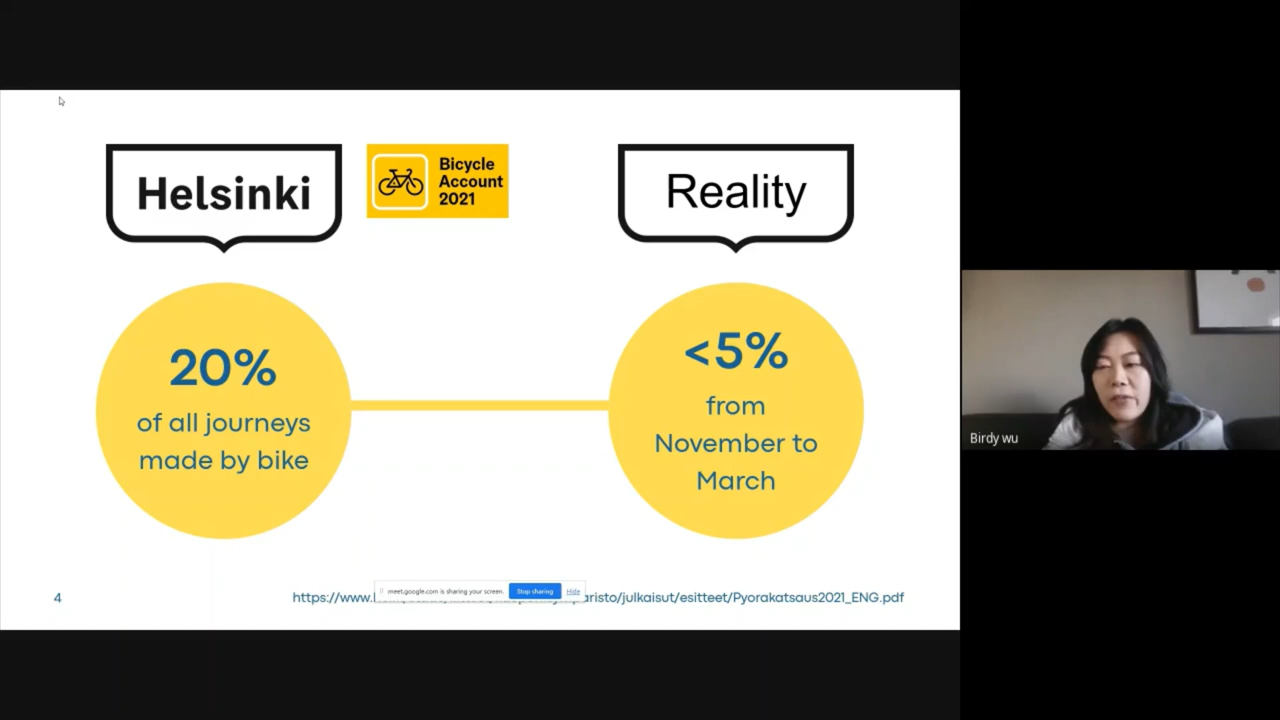 Helsinki
Bicycle
Account
2021
Reality
20%
of all journeys
made by bike
<5%
from
November to
March
4
https://www.
meet.google.com is sharing your screen.
Stop sharing
Hide
aristo/julkaisut/esitteet/Pyorakatsaus2021_ENG.pdf
Birdy wu